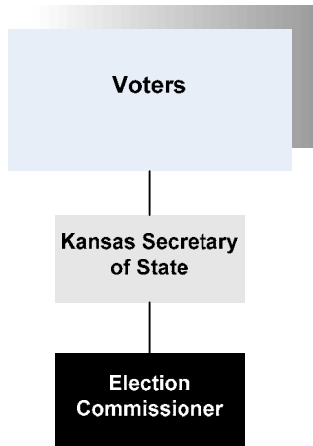 Voters
Kansas Secretary
of State
Election
Commissioner